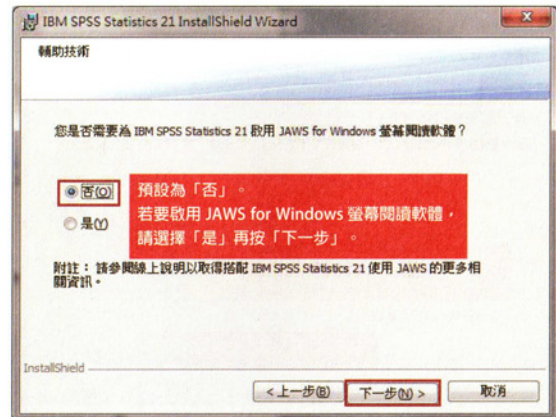 IBM SPSS Statistics 21 InstallShield Wizard
輔助技術
您是否需要為 IBM SPSS Statistics 21 啟用 JAWS for Windows 螢幕閱讀軟體？
否(O)
是(Y)
預設為「否」。
若要啟用 JAWS for Windows 螢幕閱讀軟體，
請選擇「是」再按「下一步」。
附註： 請參閱線上說明以取得搭配 IBM SPSS Statistics 21 使用 JAWS 的更多相
關資訊。
InstallShield
< 上一步(B)
下一步(N) >
取消